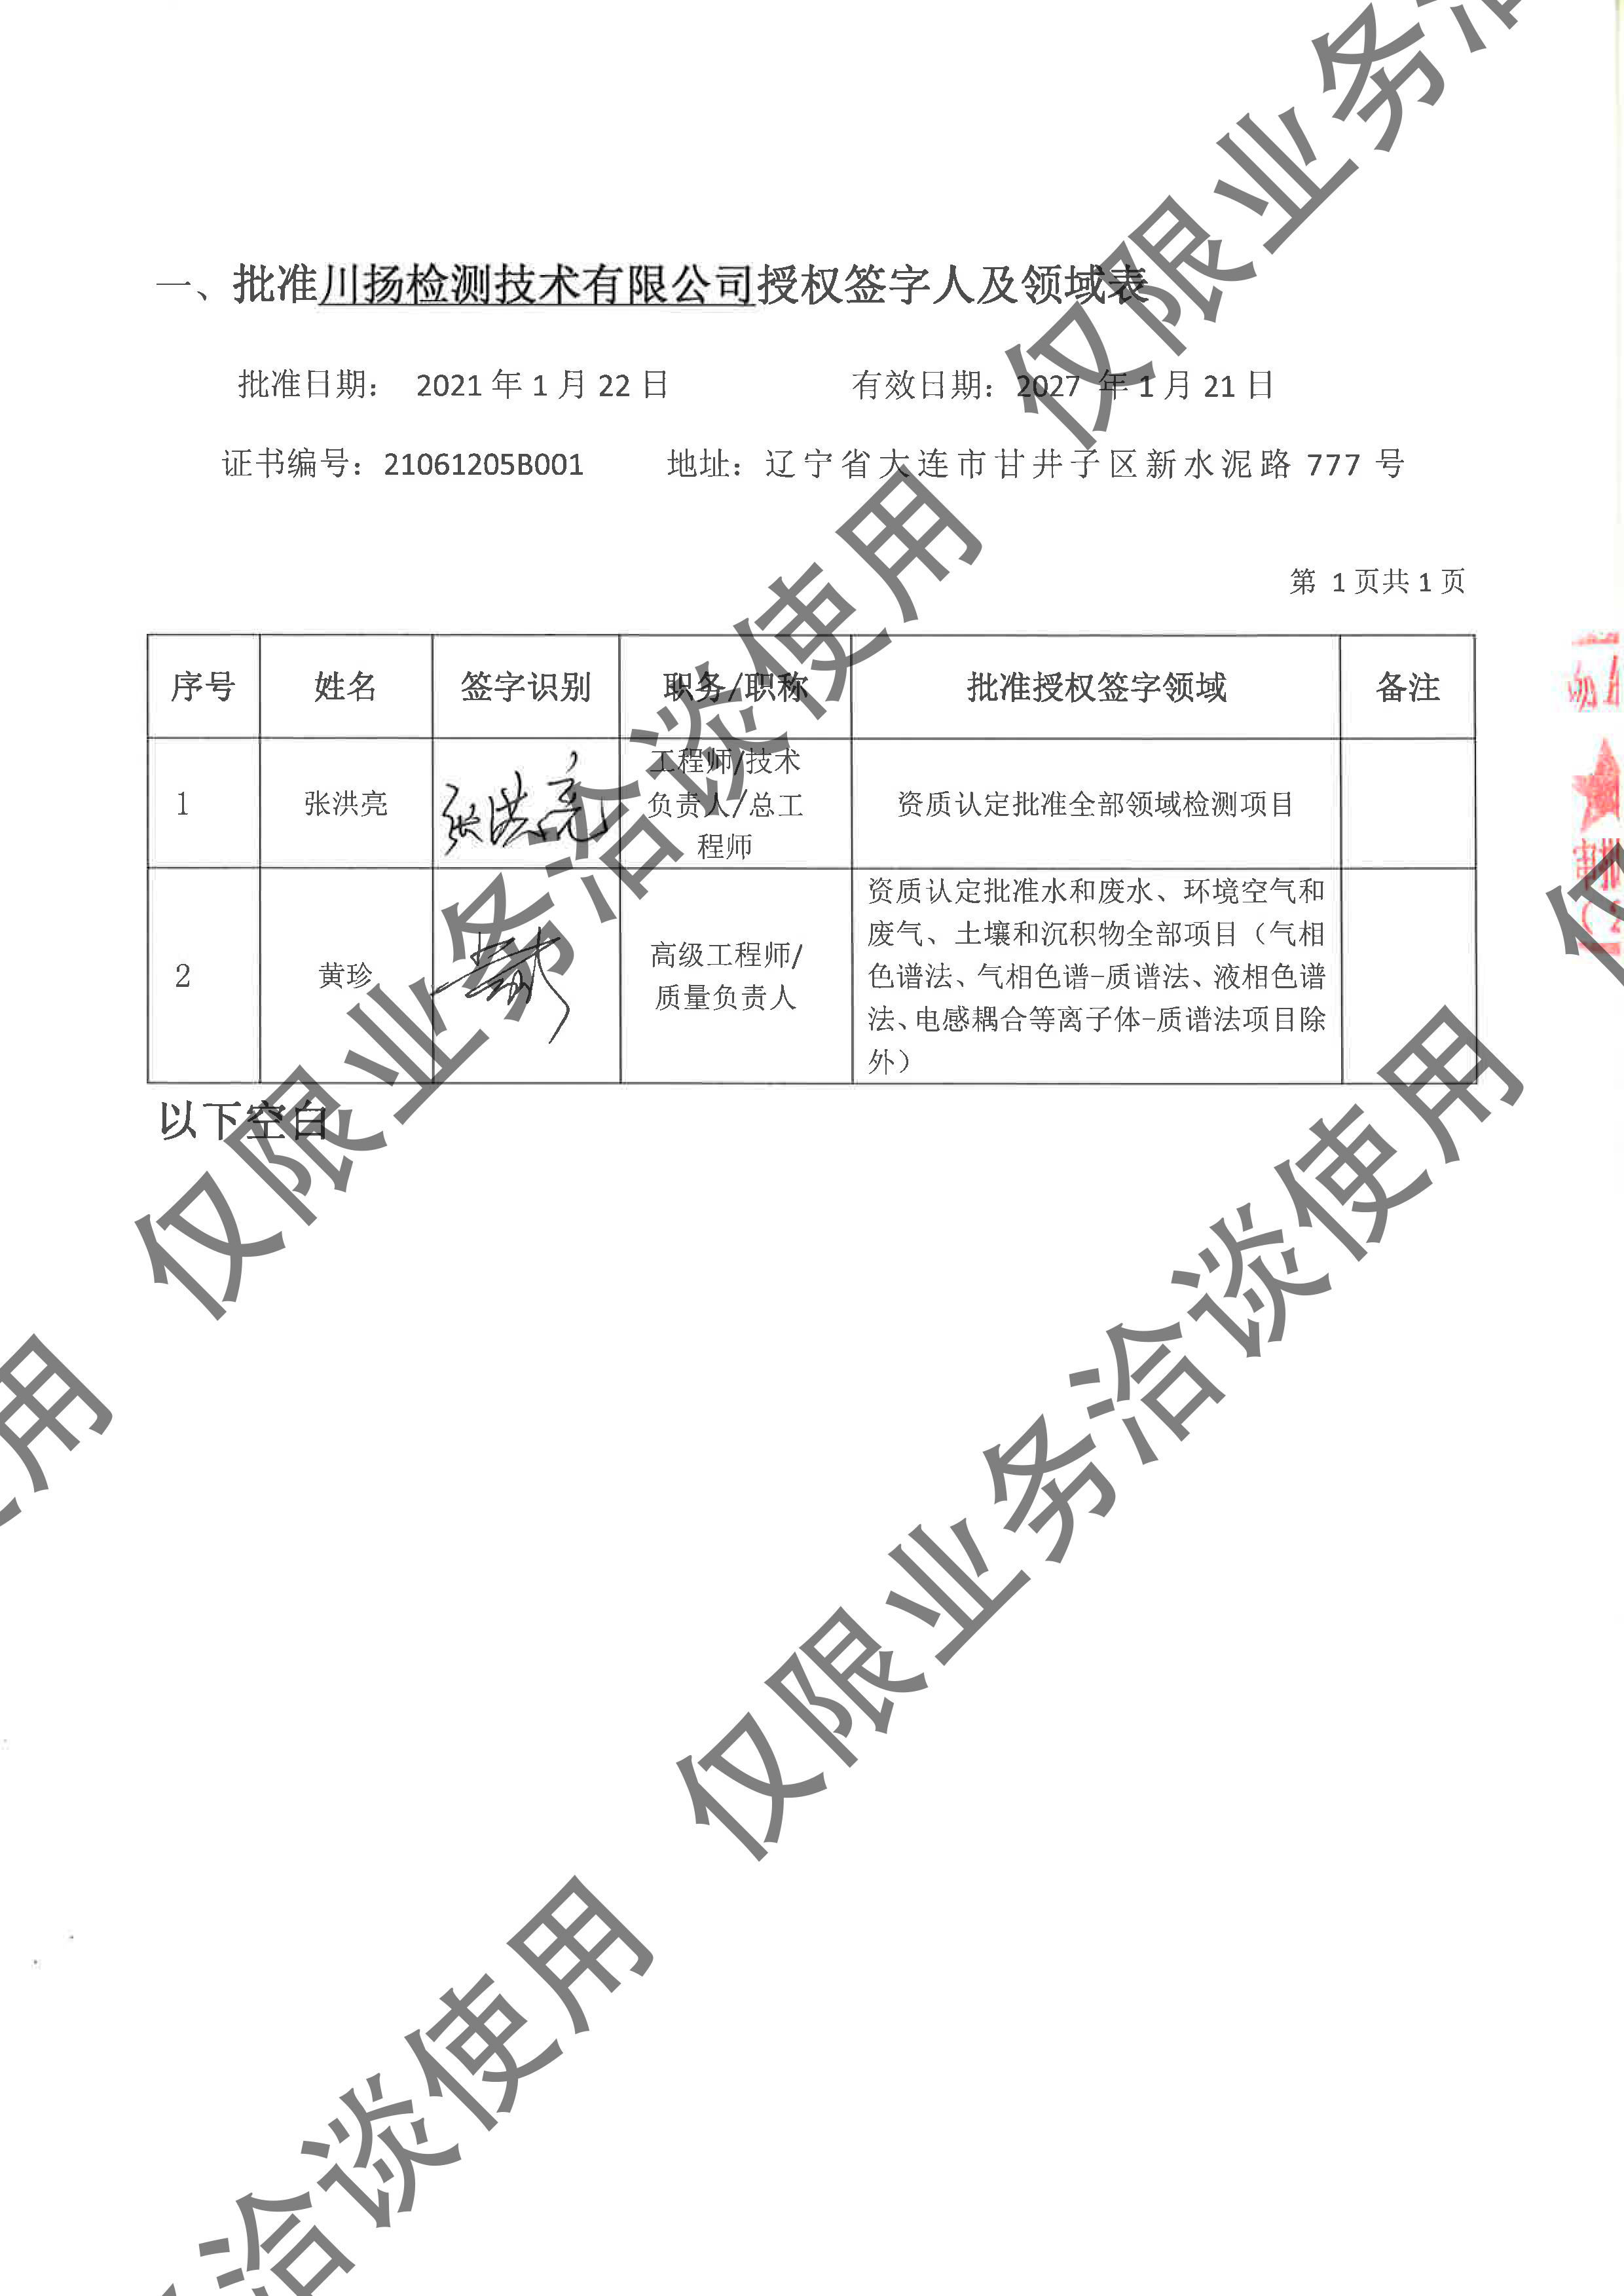 一、批准川扬检测技术有限公司授权签字人及领域表
批准日期： 2021 年 1 月 22 日 有效日期：2027 年 1 月 21 日
证书编号：21061205B001 地址：辽宁省大连市甘井子区新水泥路 777 号
第 1 页共 1 页
序号 姓名 签字识别 职务/职称 批准授权签字领域 备注
1 张洪亮 张洪亮 工程师/技术
负责人/总工
程师
资质认定批准全部领域检测项目
2 黄珍
高级工程师/
质量负责人
资质认定批准水和废水、环境空气和
废气、土壤和沉积物全部项目（气相
色谱法、气相色谱-质谱法、液相色谱
法、电感耦合等离子体-质谱法项目除
外）
以下空白
仅限业务
仅限业务洽谈使用
仅限业务洽谈使用
使用
洽谈使用
仅